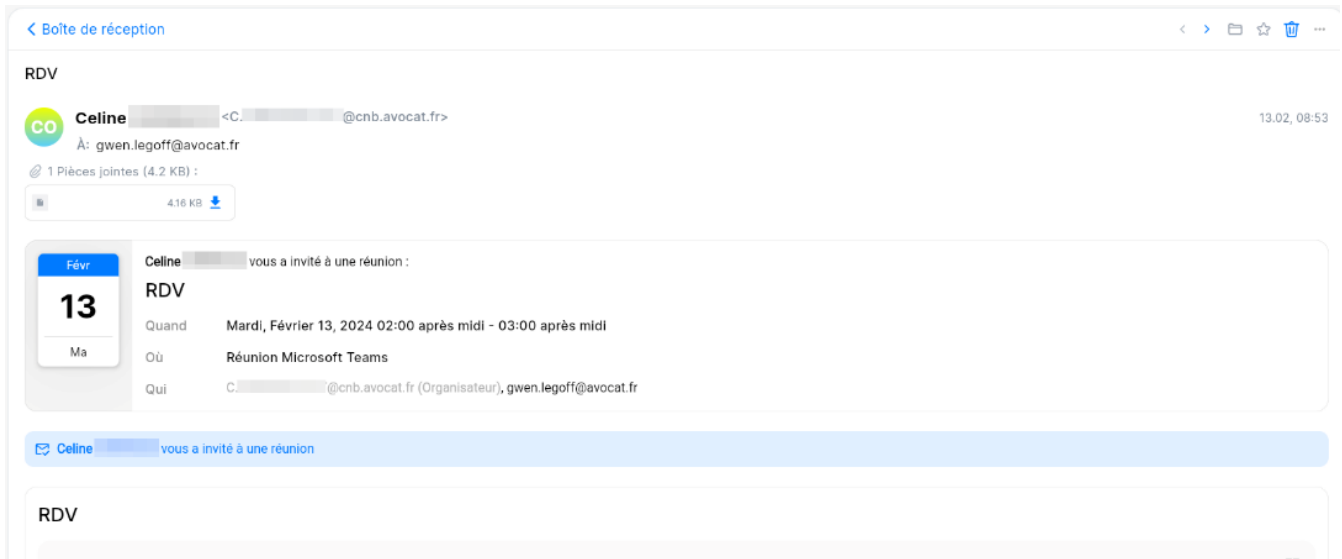 Boîte de réception
RDV
CO
Celine <C. @cnb.avocat.fr> 13.02, 08:53
À: gwen.legoff@avocat.fr
1 Pièces jointes (4.2 KB) :
4.16 KB
Févr
13
Ma
Celine vous a invité à une réunion :
RDV
Quand Mardi, Février 13, 2024 02:00 après midi - 03:00 après midi
Où Réunion Microsoft Teams
Qui C. @cnb.avocat.fr (Organisateur), gwen.legoff@avocat.fr
Celine vous a invité à une réunion
RDV